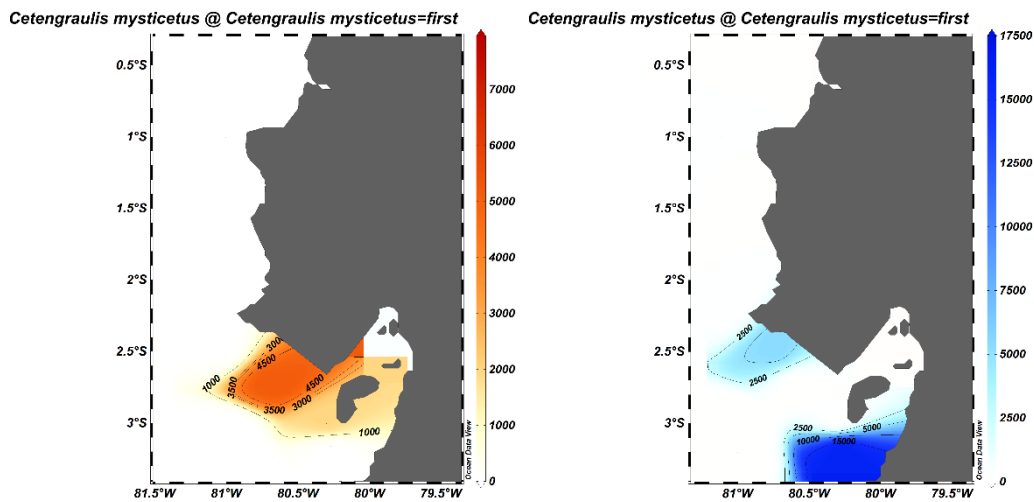 Cetengraulis mysticetus @ Cetengraulis mysticetus=first
0.5°S
1°S
1.5°S
2°S
2.5°S
3°S
81.5°W
81°W
80.5°W
80°W
79.5°W
3000
4500
1000
3500
4500
3000
3500
1000
Ocean Data View
7000
6000
5000
4000
3000
2000
1000
0
Cetengraulis mysticetus @ Cetengraulis mysticetus=first
0.5°S
1°S
1.5°S
2°S
2.5°S
3°S
81°W
80.5°W
80°W
79.5°W
2500
2500
2500
5000
10000
15000
Ocean Data View
17500
15000
12500
10000
7500
5000
2500
0